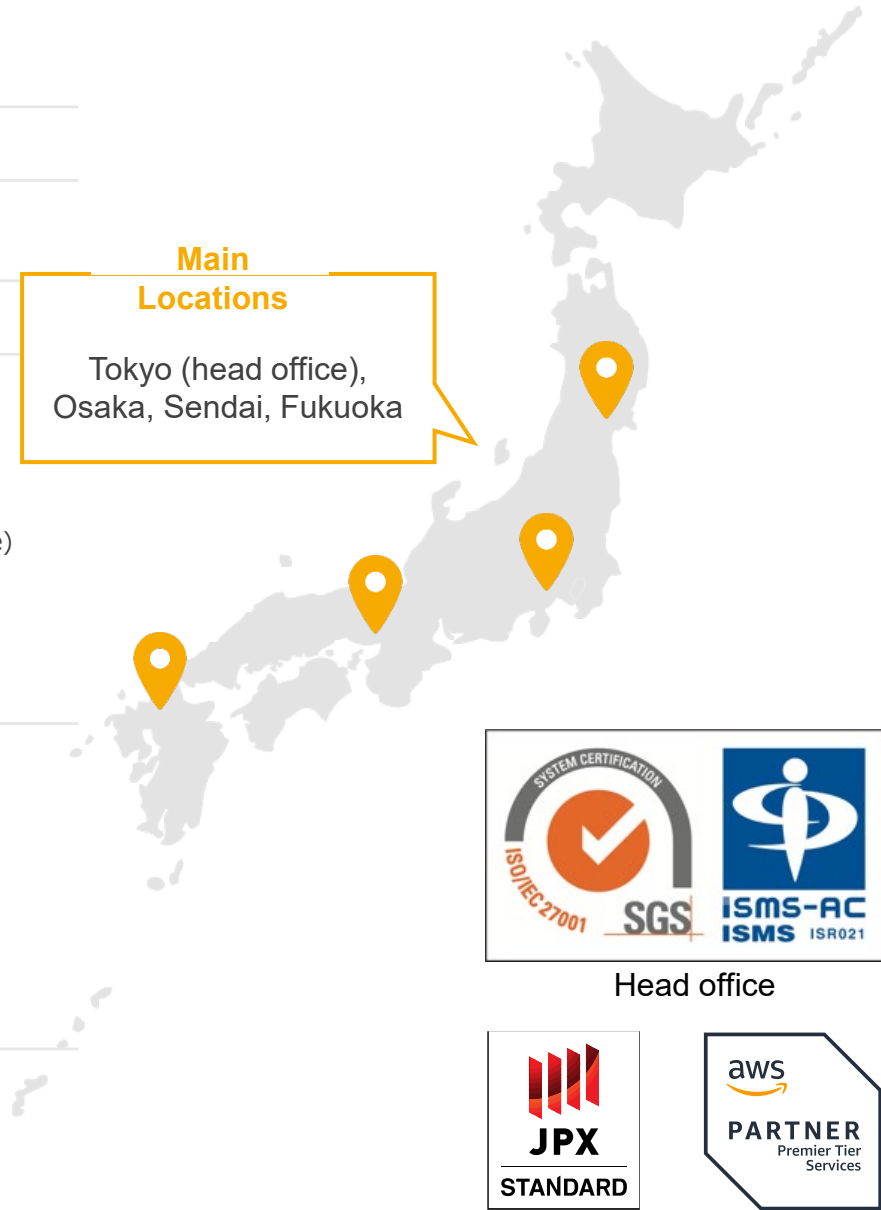 Main
Locations
Tokyo (head office),
Osaka, Sendai, Fukuoka
e)
SYSTEM CERTIFICATION
ISO/IEC 27001
SGS
ISMS-AC
ISMS ISR021
Head office
JPX
STANDARD
aws
PARTNER
Premier Tier
Services